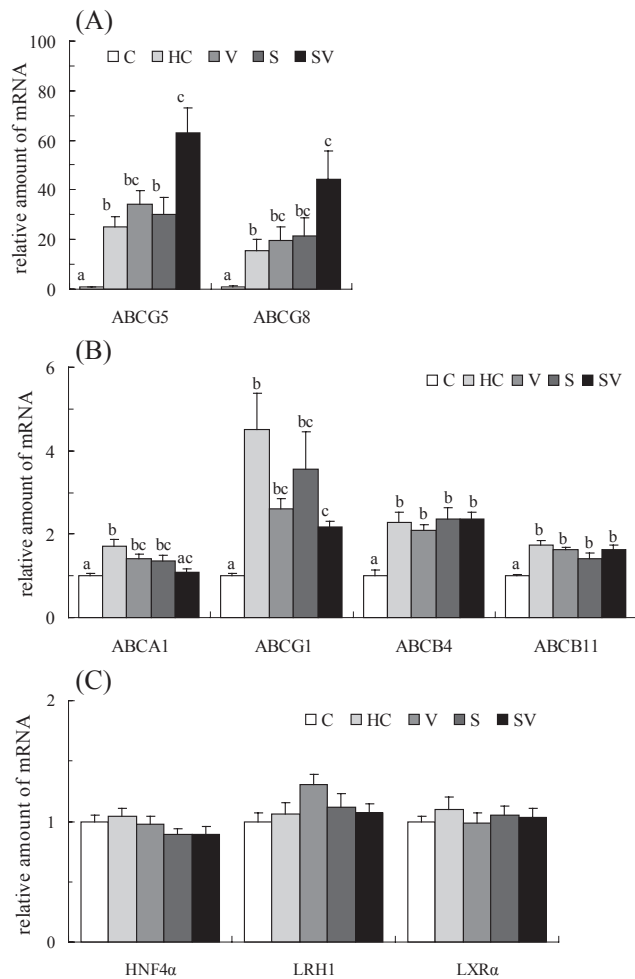 (A)
100
80
60
40
20
0
relative amount of mRNA
C HC V S SV
a b bc b c
a b bc bc c
ABCG5 ABCG8
(B)
6
4
2
0
relative amount of mRNA
C HC V S SV
a b bc bc ac
a b bc bc c
a b b b b
a b b b b
ABCA1 ABCG1 ABCB4 ABCB11
(C)
2
1
0
relative amount of mRNA
C HC V S SV
HNF4α LRH1 LXRα